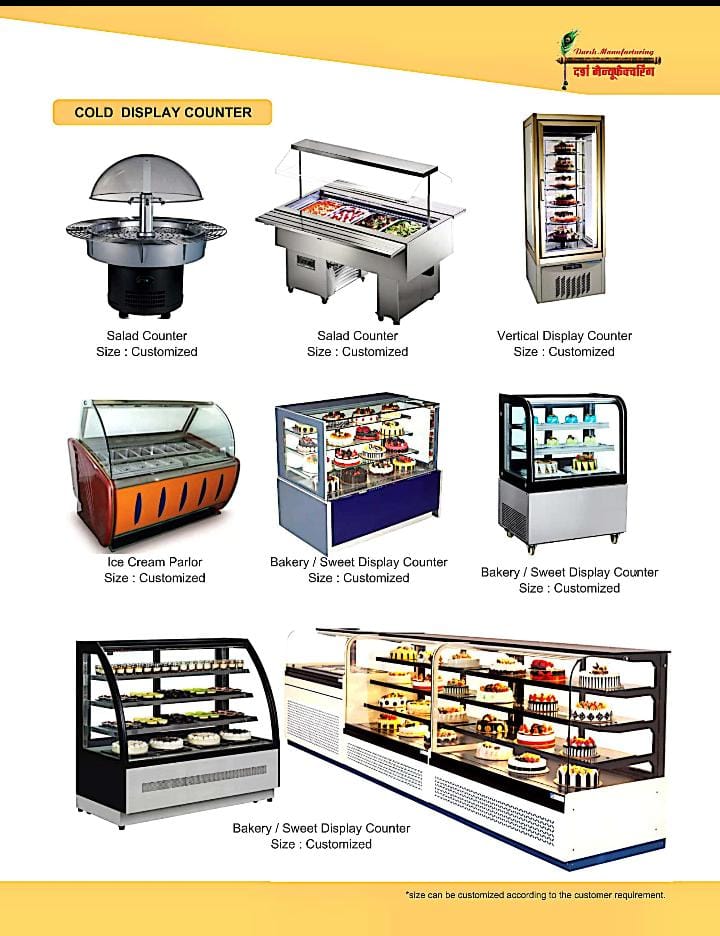 Darsh Manufacturing
दर्श मॅन्यूफॅक्चरिंग
COLD DISPLAY COUNTER
Salad Counter
Size : Customized
Salad Counter
Size : Customized
Vertical Display Counter
Size : Customized
Ice Cream Parlor
Size : Customized
Bakery / Sweet Display Counter
Size : Customized
Bakery / Sweet Display Counter
Size : Customized
Bakery / Sweet Display Counter
Size : Customized
*size can be customized according to the customer requirement.